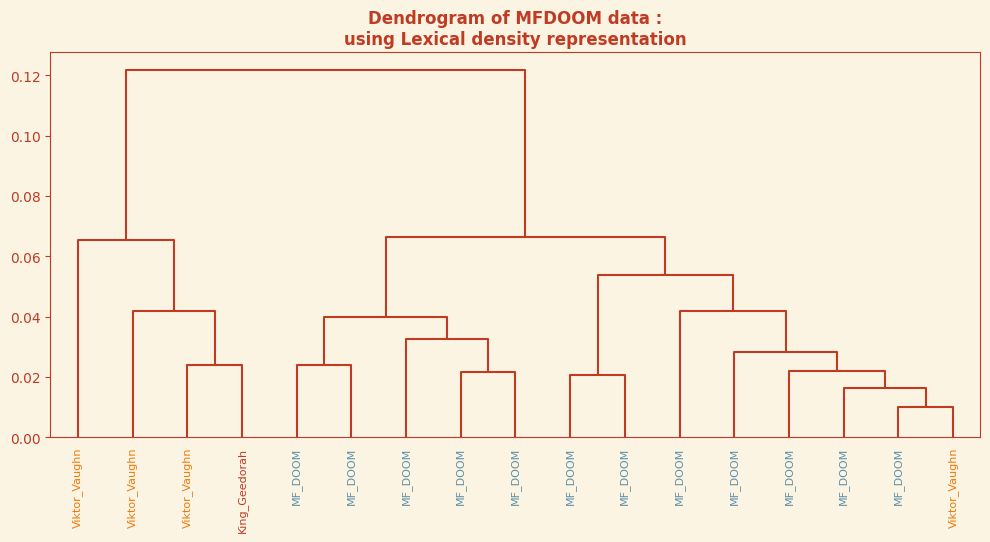 Dendrogram of MFDOOM data :
using Lexical density representation
0.12
0.10
0.08
0.06
0.04
0.02
0.00
Viktor_Vaughn
Viktor_Vaughn
Viktor_Vaughn
King_Geedorah
MF_DOOM
MF_DOOM
MF_DOOM
MF_DOOM
MF_DOOM
MF_DOOM
MF_DOOM
MF_DOOM
MF_DOOM
MF_DOOM
MF_DOOM
MF_DOOM
Viktor_Vaughn